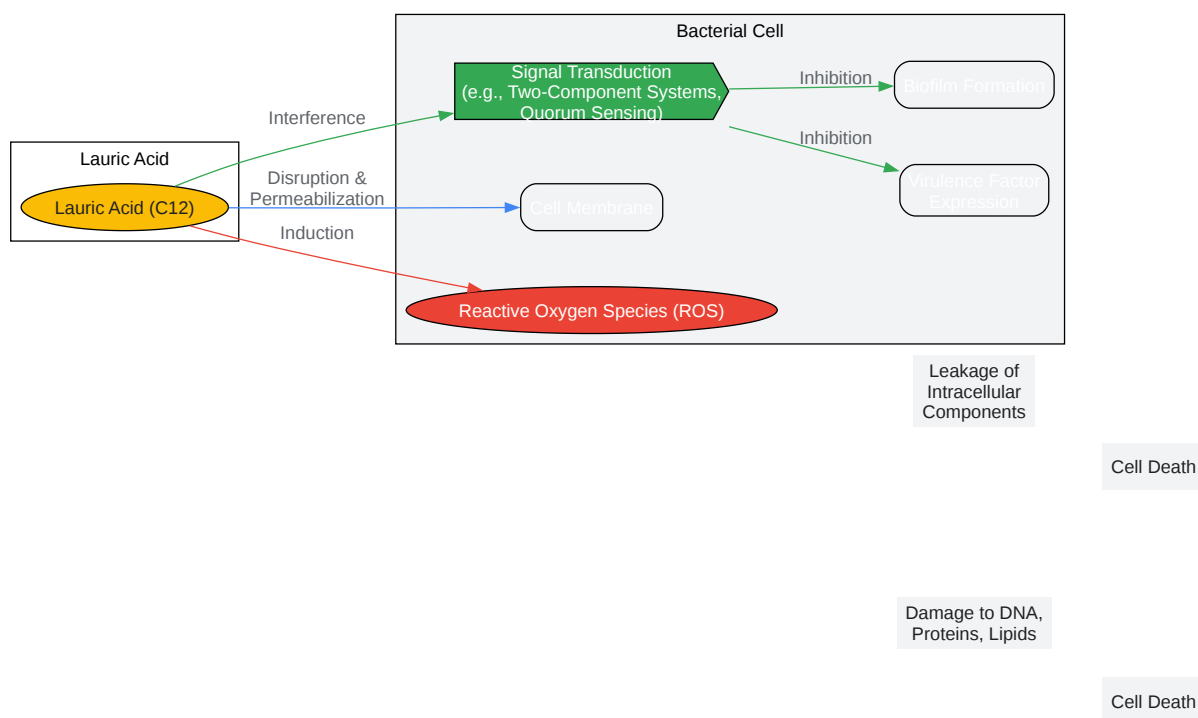 Bacterial Cell
Signal Transduction
(e.g., Two-Component Systems,
Quorum Sensing)
Inhibition
Biofilm Formation
Interference
Inhibition
Lauric Acid
Lauric Acid (C12)
Disruption &
Permeabilization
Cell Membrane
Virulence Factor
Expression
Induction
Reactive Oxygen Species (ROS)
Leakage of
Intracellular
Components
Cell Death
Damage to DNA,
Proteins, Lipids
Cell Death